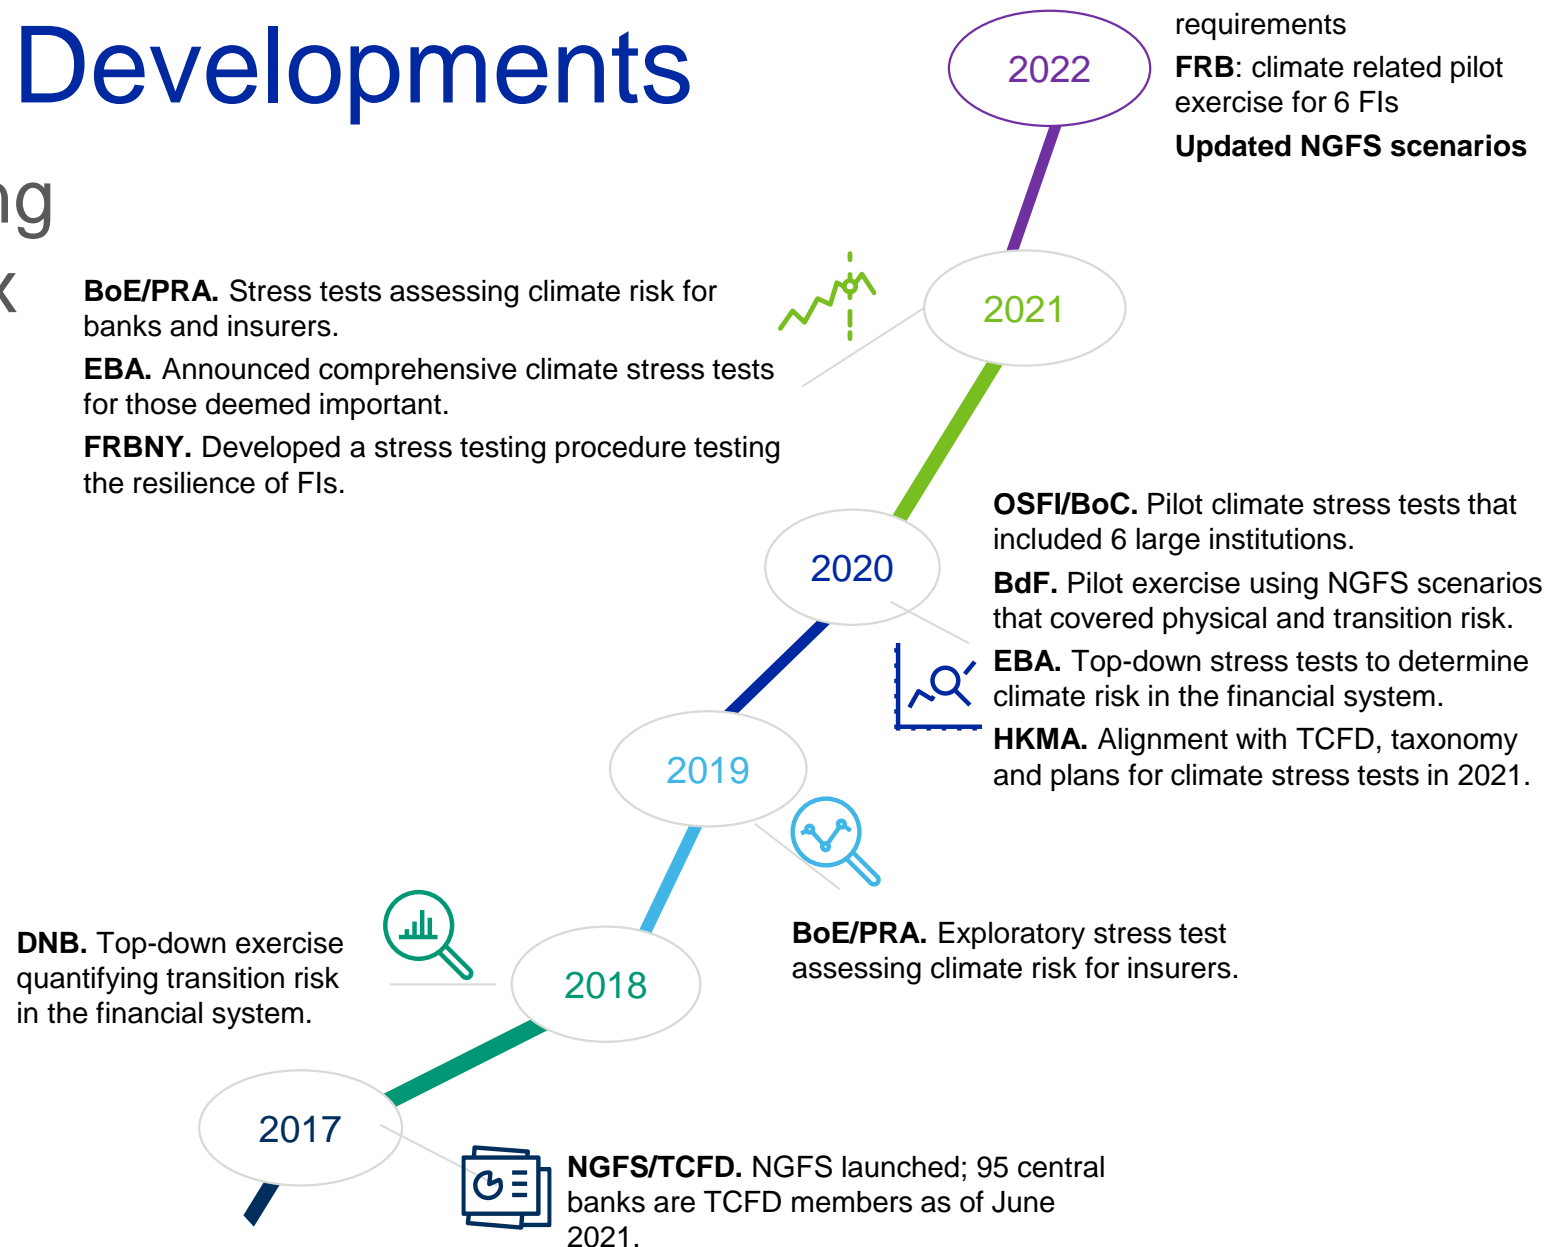 Developments
ng
x
requirements
FRB: climate related pilot
exercise for 6 FIs
Updated NGFS scenarios
2022
BoE/PRA. Stress tests assessing climate risk for
banks and insurers.
EBA. Announced comprehensive climate stress tests
for those deemed important.
FRBNY. Developed a stress testing procedure testing
the resilience of FIs.
2021
2020
OSFI/BoC. Pilot climate stress tests that
included 6 large institutions.
BdF. Pilot exercise using NGFS scenarios
that covered physical and transition risk.
EBA. Top-down stress tests to determine
climate risk in the financial system.
HKMA. Alignment with TCFD, taxonomy
and plans for climate stress tests in 2021.
2019
BoE/PRA. Exploratory stress test
assessing climate risk for insurers.
DNB. Top-down exercise
quantifying transition risk
in the financial system.
2018
2017
NGFS/TCFD. NGFS launched; 95 central
banks are TCFD members as of June
2021.